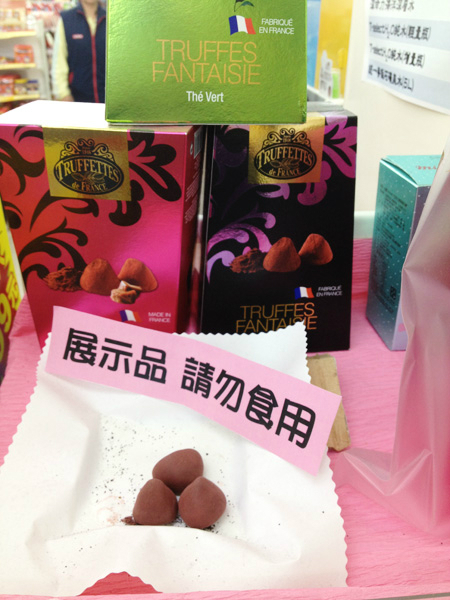 FABRIQUÉ
EN FRANCE
TRUFFES
FANTAISIE
Thé Vert
TRUFFETTES
de FRANCE
MADE IN
FRANCE
TRUFFETTES
de FRANCE
FABRIQUÉ
EN FRANCE
TRUFFES
FANTAISIE
展示品 請勿食用